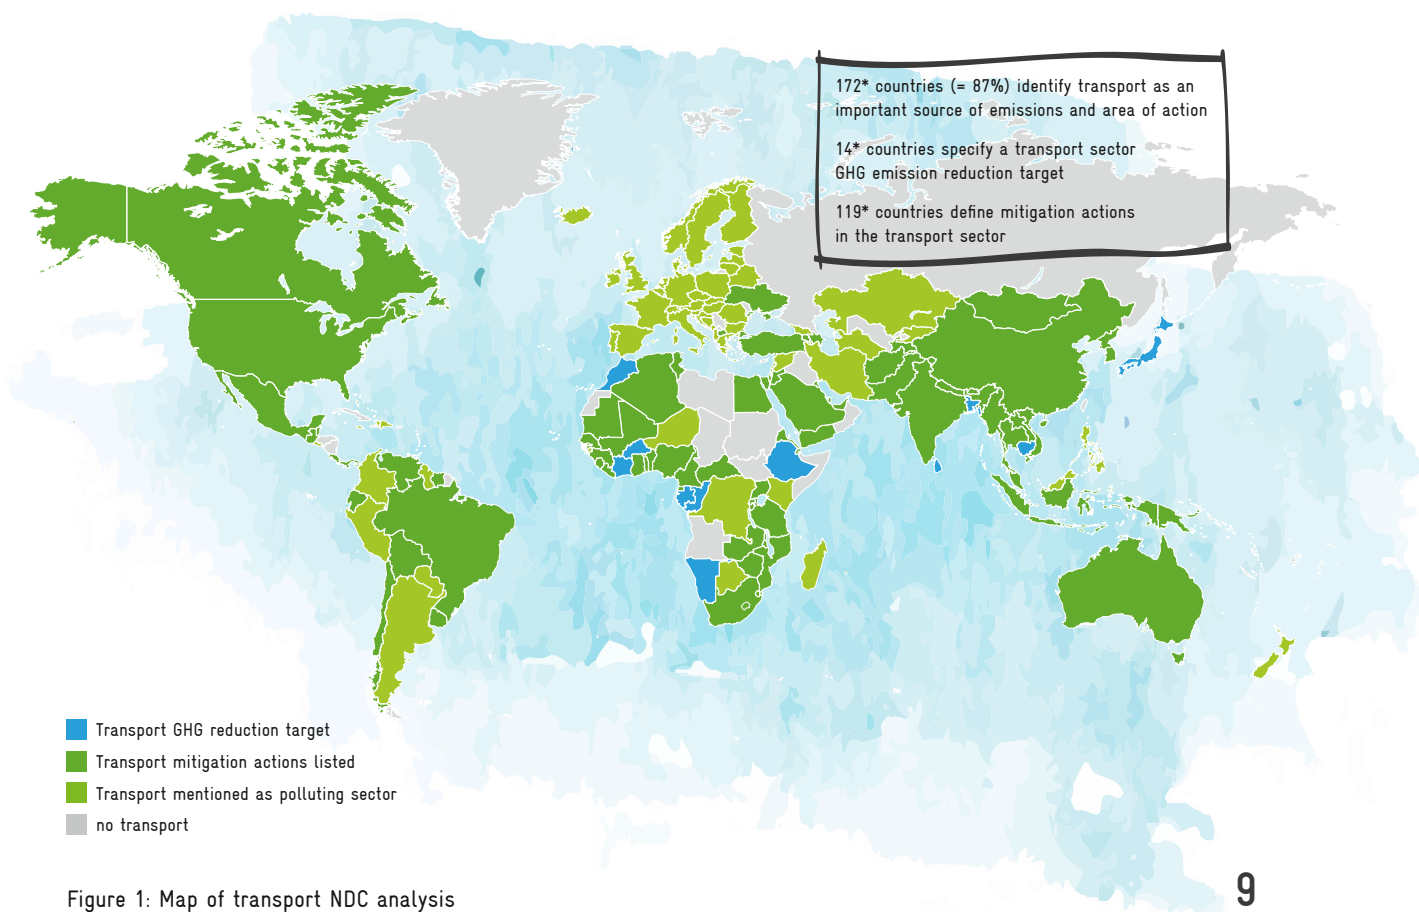 172* countries (= 87%) identify transport as an
important source of emissions and area of action
14* countries specify a transport sector
GHG emission reduction target
119* countries define mitigation actions
in the transport sector
Transport GHG reduction target
Transport mitigation actions listed
Transport mentioned as polluting sector
no transport
Figure 1: Map of transport NDC analysis
9